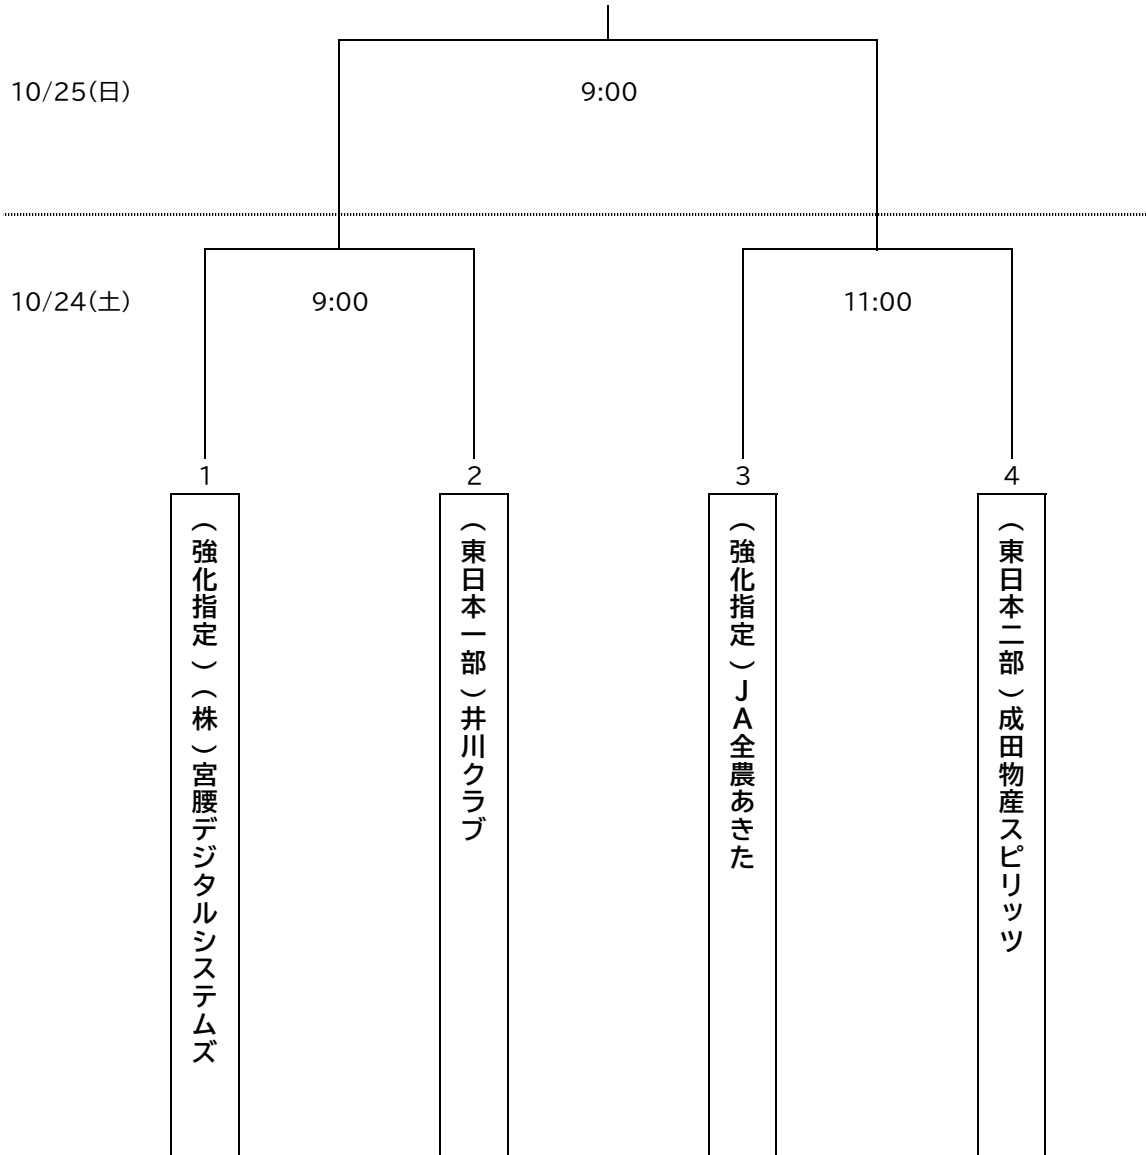 10/25(日)
9:00
10/24(土)
9:00
11:00
1
2
3
4
（強化指定）（株）宮腰デジタルシステムズ
（東日本一部）井川クラブ
（強化指定）ＪＡ全農あきた
（東日本二部）成田物産スピリッツ